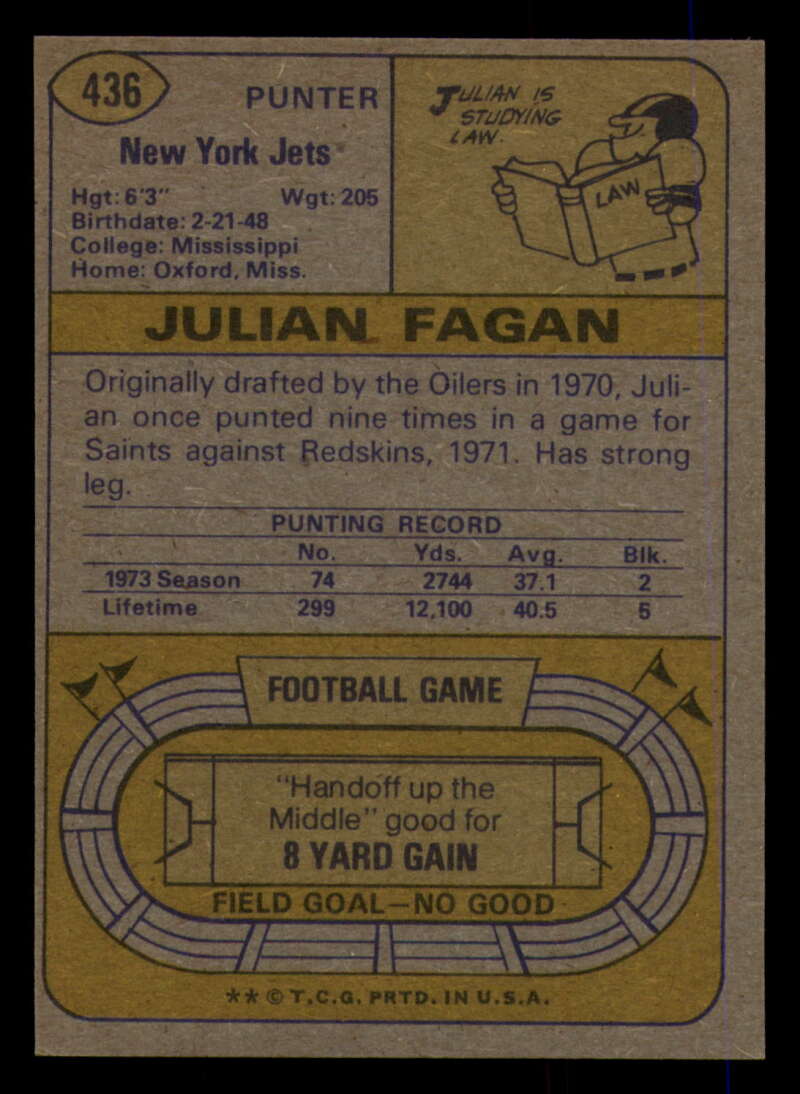 436
PUNTER
New York Jets
Hgt: 6'3" Wgt: 205
Birthdate: 2-21-48
College: Mississippi
Home: Oxford, Miss.
JULIAN IS
STUDYING
LAW.
LAW
JULIAN FAGAN
Originally drafted by the Oilers in 1970, Juli-
an once punted nine times in a game for
Saints against Redskins, 1971. Has strong
leg.
PUNTING RECORD
No. Yds. Avg. Blk.
1973 Season 74 2744 37.1 2
Lifetime 299 12,100 40.5 5
FOOTBALL GAME
"Handoff up the
Middle" good for
8 YARD GAIN
FIELD GOAL—NO GOOD
** © T.C.G. PRTD. IN U.S.A.